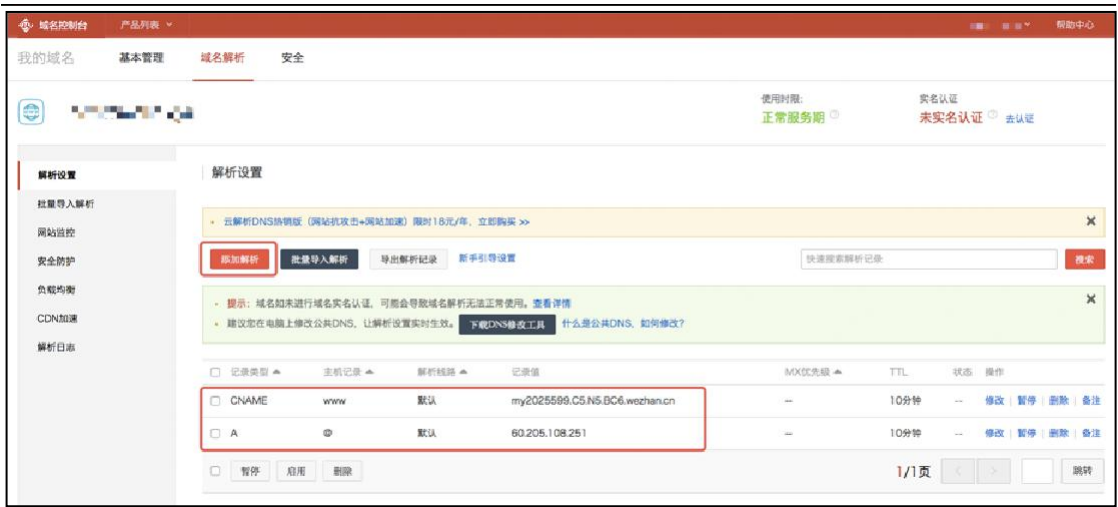 域名控制台 产品列表 帮助中心
我的域名 基本管理 域名解析 安全
使用时限: 实名认证
正常服务期 未实名认证 去认证
解析设置
解析设置
批量导入解析
云解析DNS热销版（网站抗攻击+网站加速）限时18元/年，立即购买 >>
网站监控
安全防护
添加解析 批量导入解析 导出解析记录 新手引导设置 快速搜索解析记录 搜索
负载均衡
提示：域名如未进行域名实名认证，可能会导致域名解析无法正常使用。查看详情
CDN加速
建议您在电脑上修改公共DNS，让解析设置实时生效。 下载DNS修改工具 什么是公共DNS，如何修改？
解析日志
记录类型 主机记录 解析线路 记录值 MX优先级 TTL 状态 操作
CNAME www 默认 my2025599.C5.N5.BC6.wezhan.cn -- 10分钟 -- 修改 | 暂停 | 删除 | 备注
A @ 默认 60.205.108.251 -- 10分钟 -- 修改 | 暂停 | 删除 | 备注
暂停 启用 删除 1/1页 < > 跳转